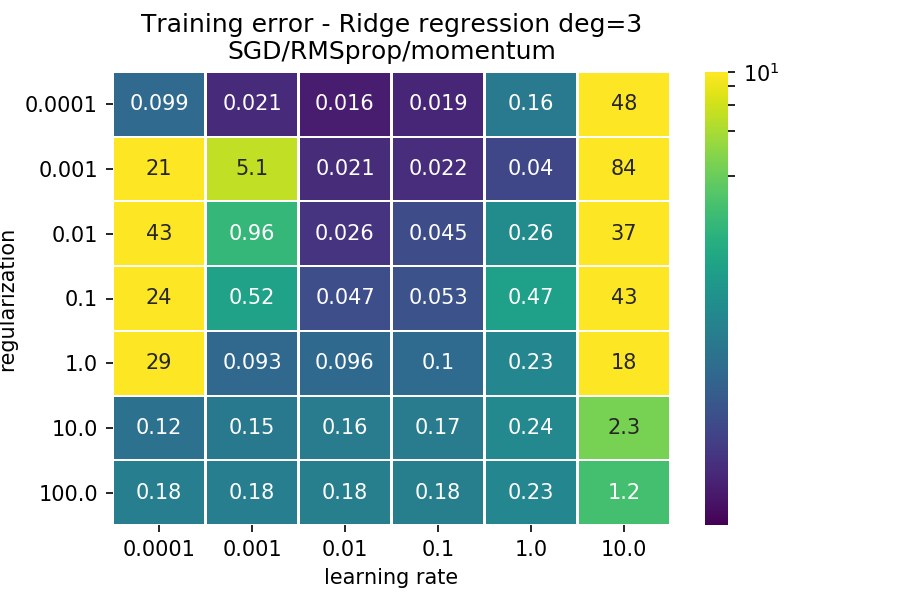 Training error - Ridge regression deg=3
SGD/RMSprop/momentum
0.0001 0.099 0.021 0.016 0.019 0.16 48
0.001 21 5.1 0.021 0.022 0.04 84
0.01 43 0.96 0.026 0.045 0.26 37
0.1 24 0.52 0.047 0.053 0.47 43
1.0 29 0.093 0.096 0.1 0.23 18
10.0 0.12 0.15 0.16 0.17 0.24 2.3
100.0 0.18 0.18 0.18 0.18 0.23 1.2
0.0001 0.001 0.01 0.1 1.0 10.0
learning rate
regularization
10¹